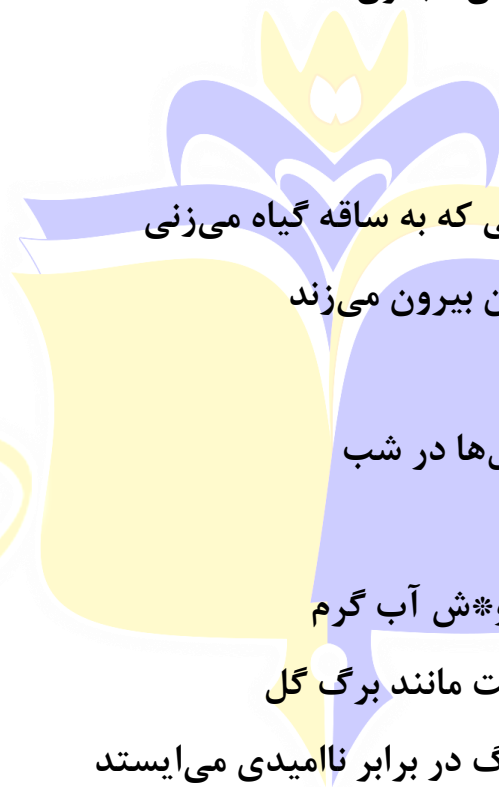 که به ساقه گیاه می‌زنی
بیرون می‌زند
در شب
آب گرم
مانند برگ گل
در برابر ناامیدی می‌ایستد